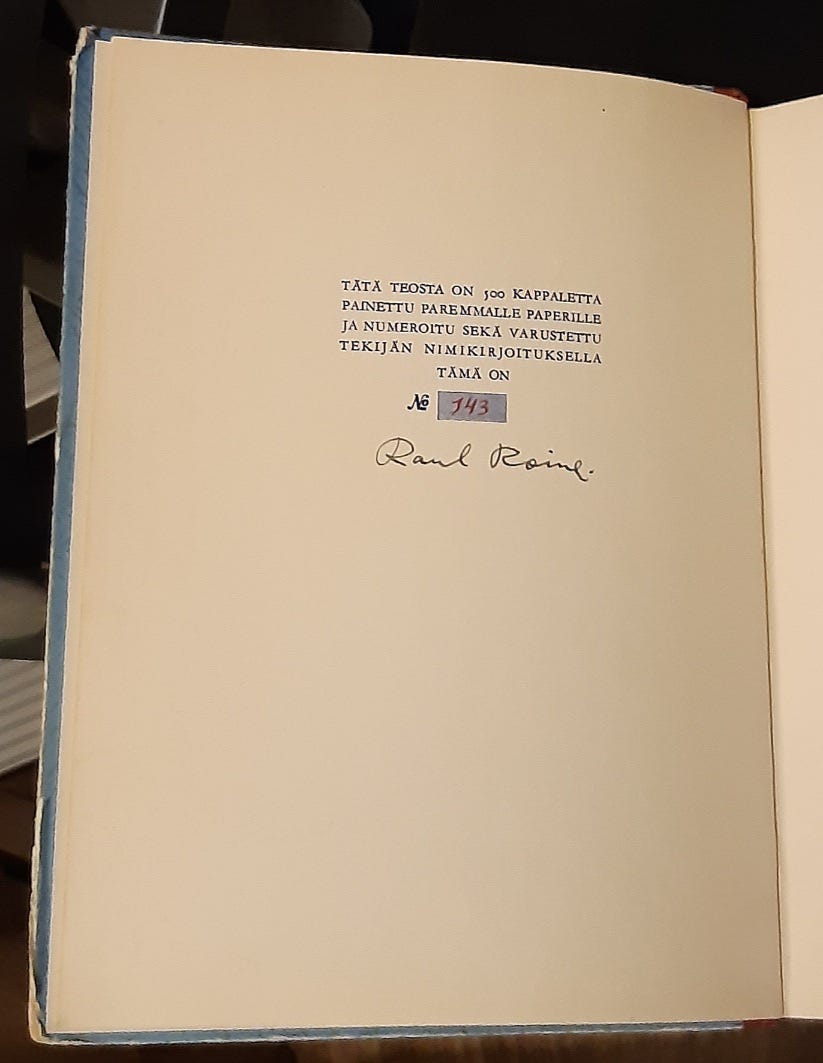 TÄTÄ TEOSTA ON 500 KAPPALETTA
PAINETTU PAREMMALLE PAPERILLE
JA NUMEROITU SEKÄ VARUSTETTU
TEKIJÄN NIMIKIRJOITUKSELLA
TÄMÄ ON
№ 143
Raul Roine.